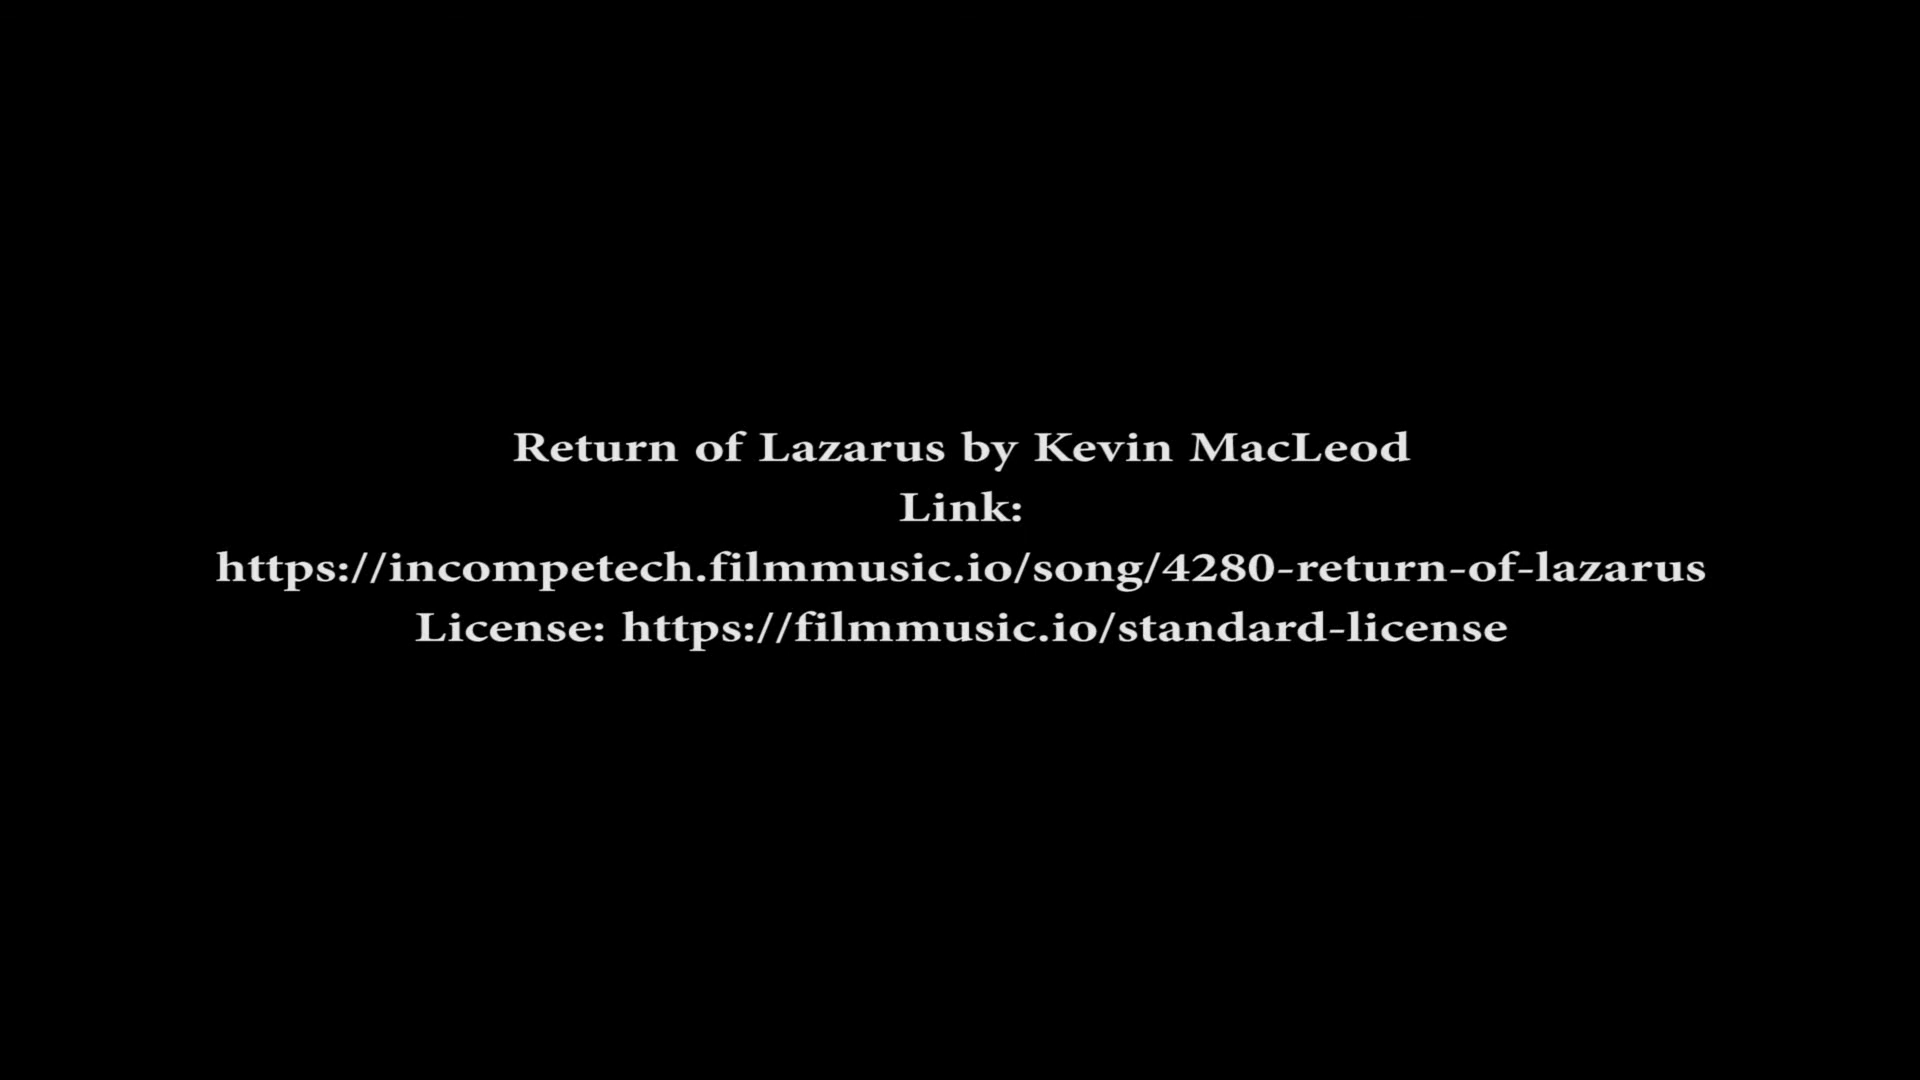 Return of Lazarus by Kevin MacLeod
Link:
https://incompetech.filmmusic.io/song/4280-return-of-lazarus
License: https://filmmusic.io/standard-license